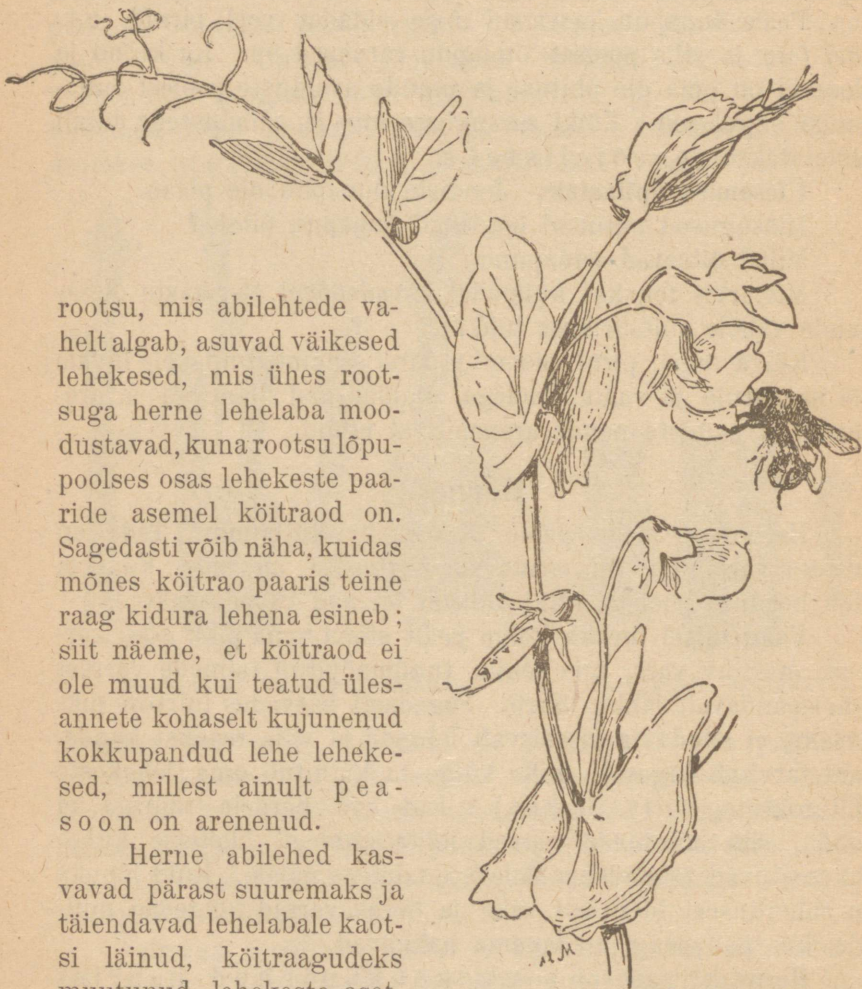 rootsu, mis abilehtede va-
helt algab, asuvad väikesed
lehekesed, mis ühes root-
suga herne lehelaba moo-
dustavad, kuna rootsu lõpu-
poolses osas lehekeste paa-
ride asemel köitraod on.
Sagedasti võib näha, kuidas
mõnes köitrao paaris teine
raag kidura lehena esineb;
siit näeme, et köitraod ei
ole muud kui teatud üles-
annete kohaselt kujunenud
kokkupandud lehe leheke-
sed, millest ainult pea-
soon on arenenud.
Herne abilehed kas-
vavad pärast suuremaks ja
täiendavad lehelabale kaot-
si läinud, köitraagudeks